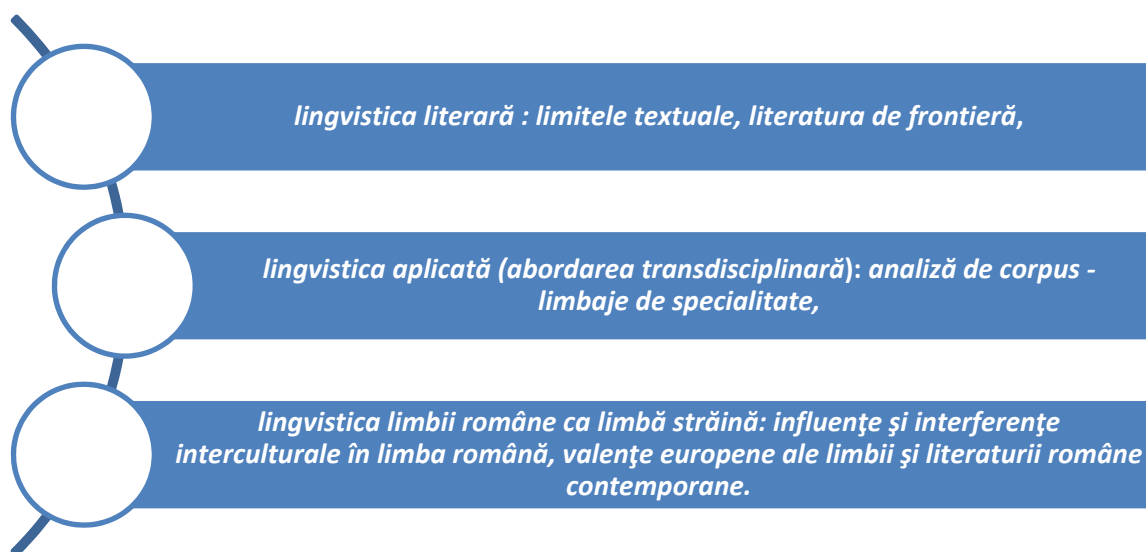 lingvistica literară : limitele textuale, literatura de frontieră,
lingvistica aplicată (abordarea transdisciplinară): analiză de corpus -
limbaje de specialitate,
lingvistica limbii române ca limbă străină: influenţe şi interferenţe
interculturale în limba română, valenţe europene ale limbii şi literaturii române
contemporane.